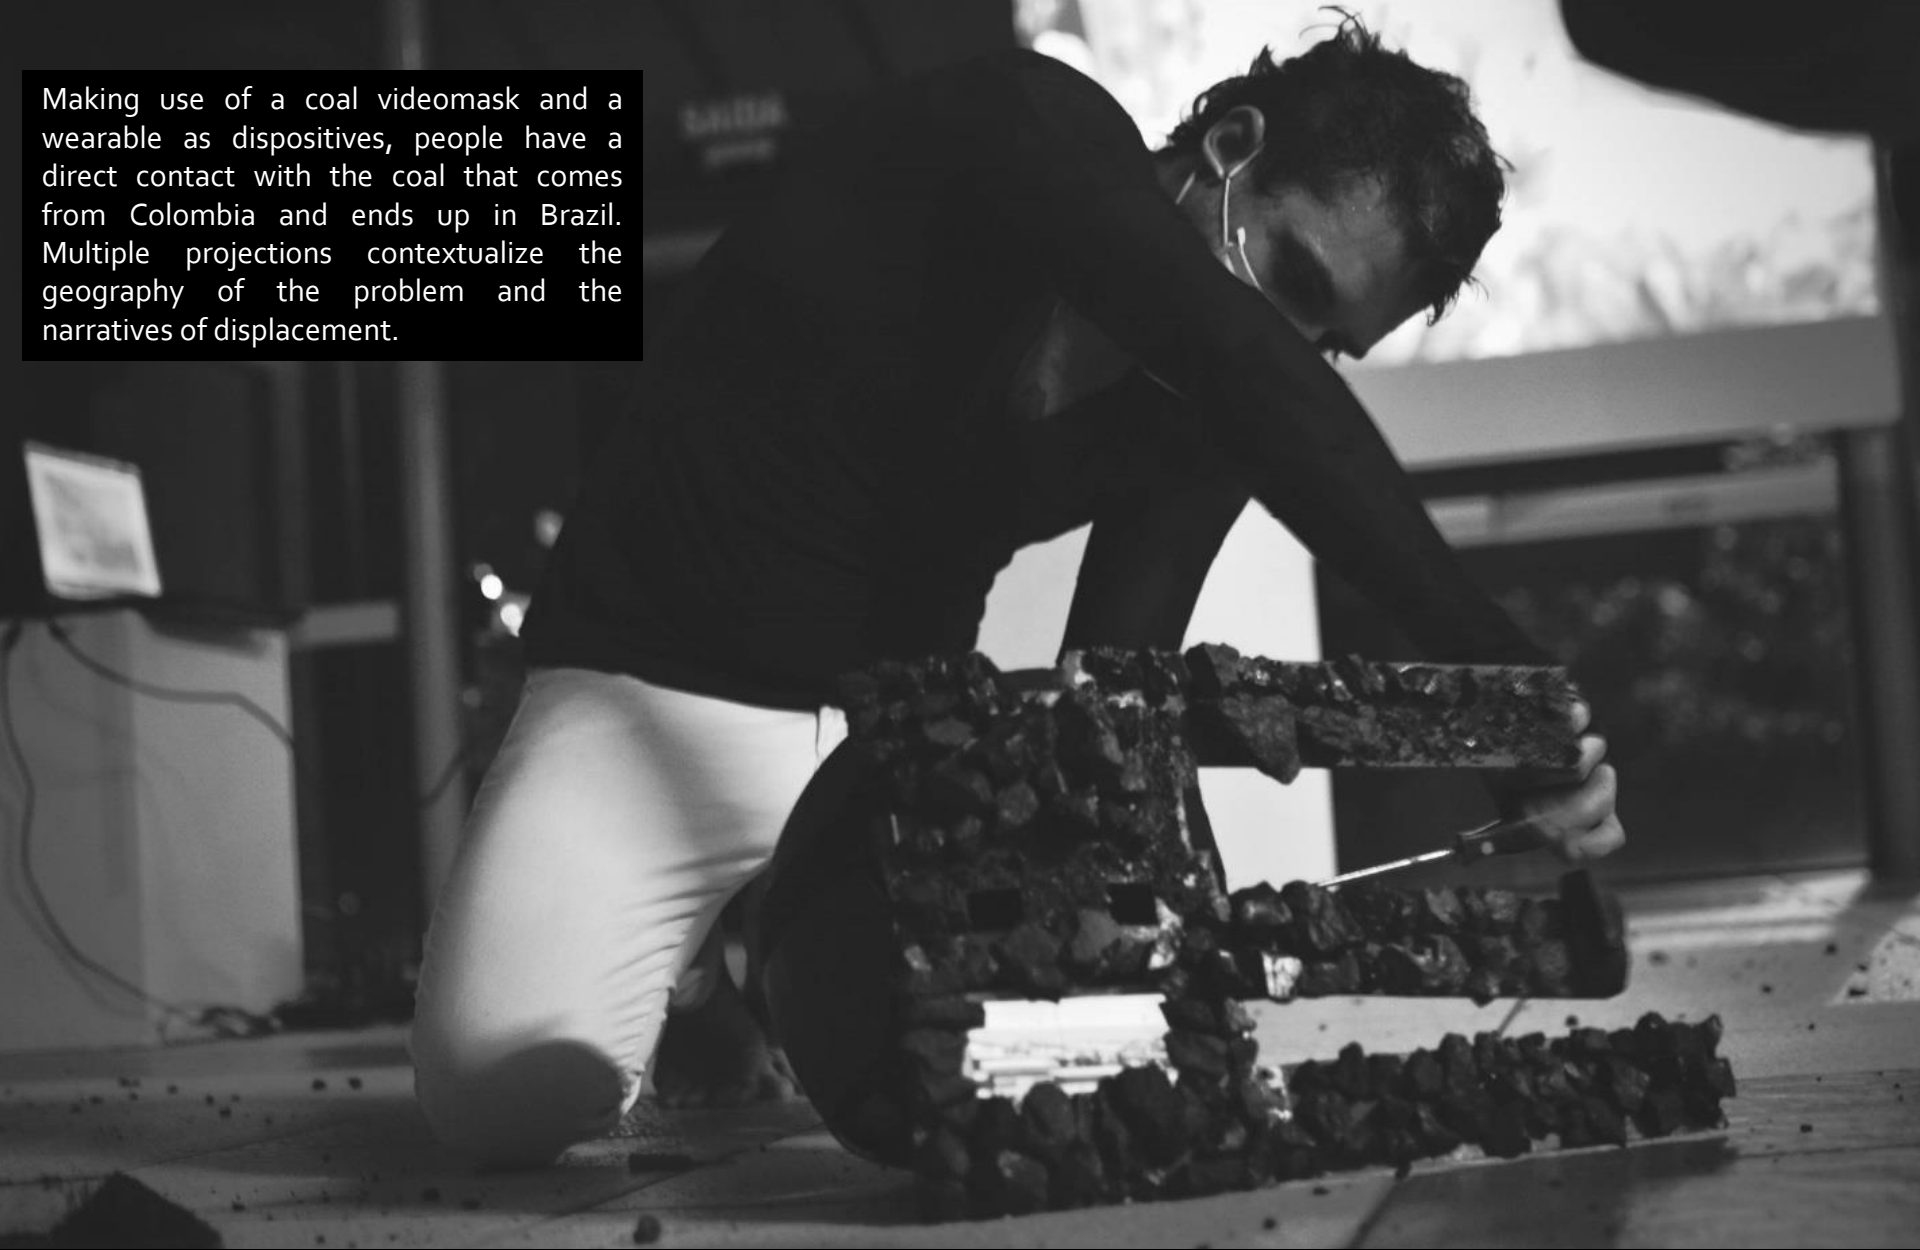 Making use of a coal videomask and a
wearable as dispositives, people have a
direct contact with the coal that comes
from Colombia and ends up in Brazil.
Multiple projections contextualize the
geography of the problem and the
narratives of displacement.